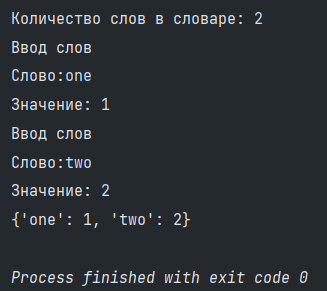 Количество слов в словаре: 2
Ввод слов
Слово:one
Значение: 1
Ввод слов
Слово:two
Значение: 2
{'one': 1, 'two': 2}
Process finished with exit code 0